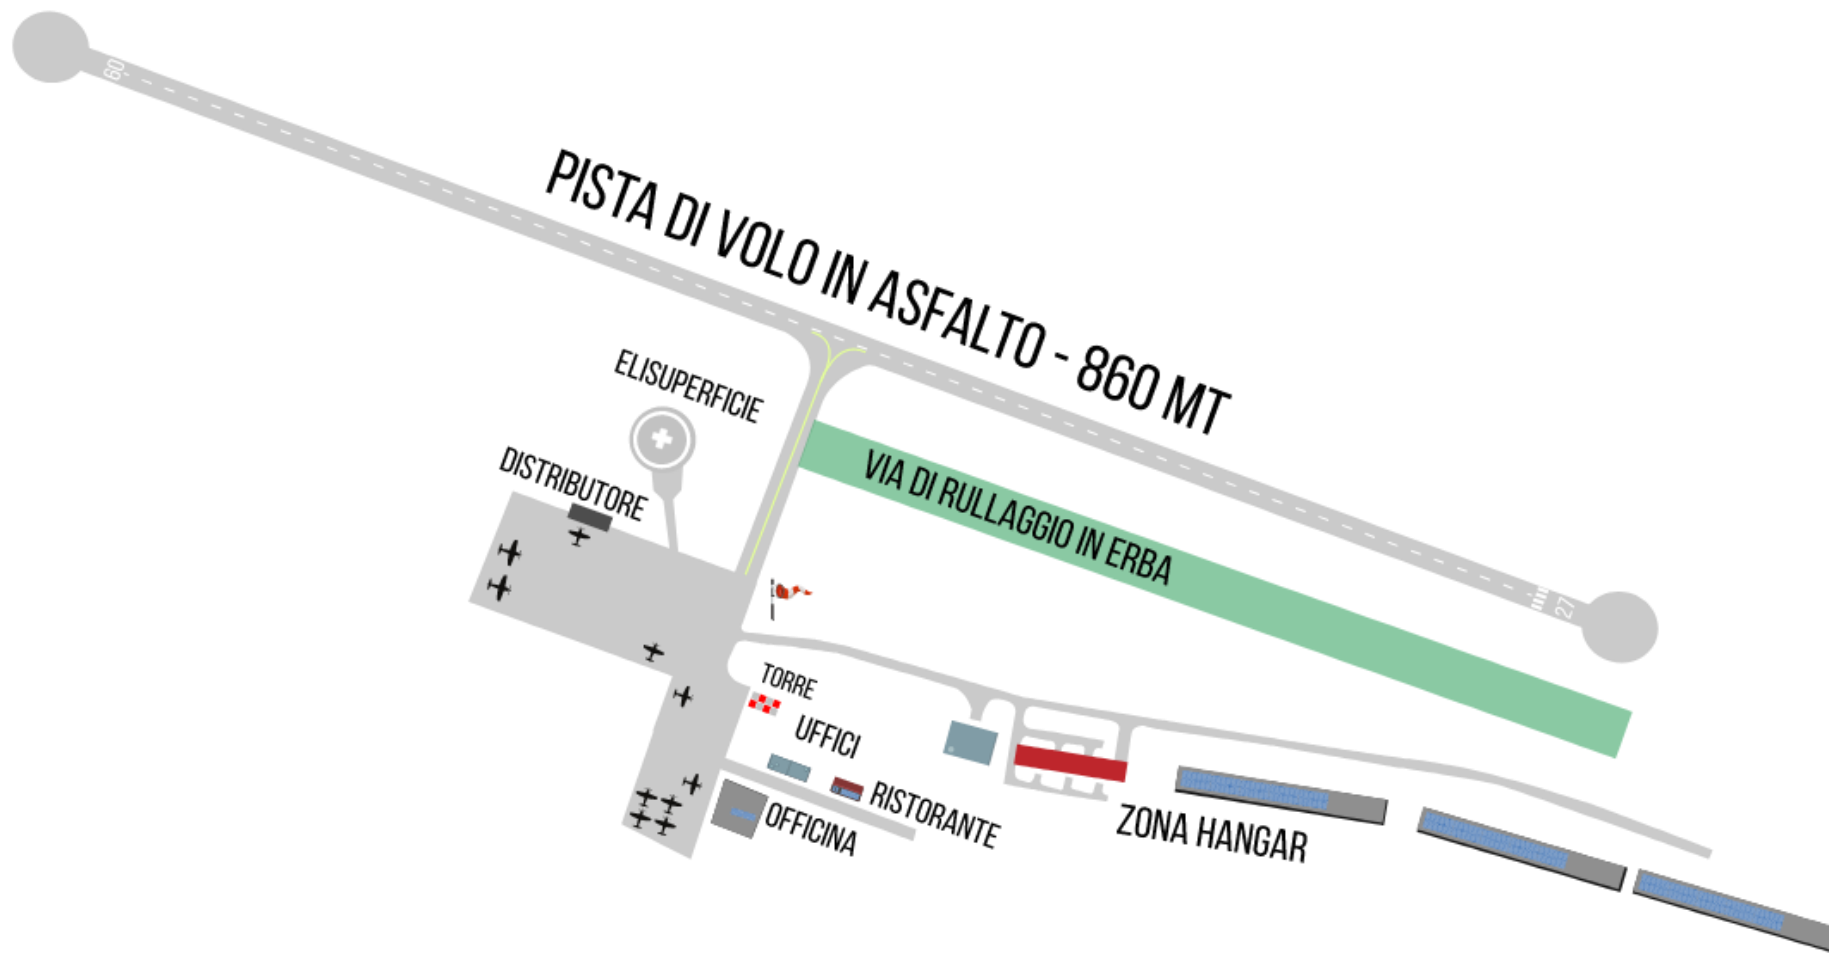 09
PISTA DI VOLO IN ASFALTO - 860 MT
ELISUPERFICIE
DISTRIBUTORE
VIA DI RULLAGGIO IN ERBA
27
TORRE
UFFICI
RISTORANTE
OFFICINA
ZONA HANGAR